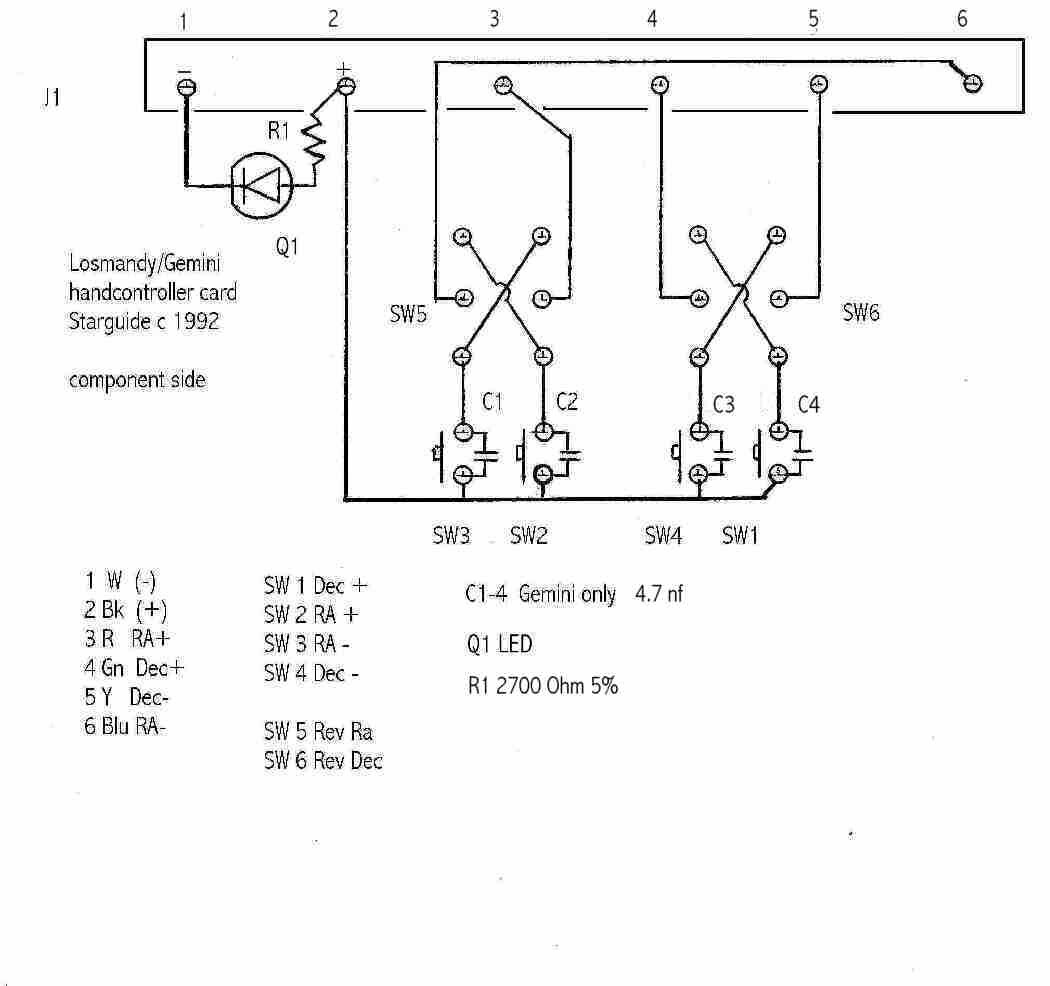 1 2 3 4 5 6
− +
J1
R1
Q1
Losmandy/Gemini
handcontroller card
Starguide c 1992
component side
SW5 SW6
C1 C2 C3 C4
SW3 SW2 SW4 SW1
1 W (-)
2 Bk (+)
3 R RA+
4 Gn Dec+
5 Y Dec-
6 Blu RA-
SW 1 Dec +
SW 2 RA +
SW 3 RA -
SW 4 Dec -
SW 5 Rev Ra
SW 6 Rev Dec
C1-4 Gemini only 4.7 nf
Q1 LED
R1 2700 Ohm 5%